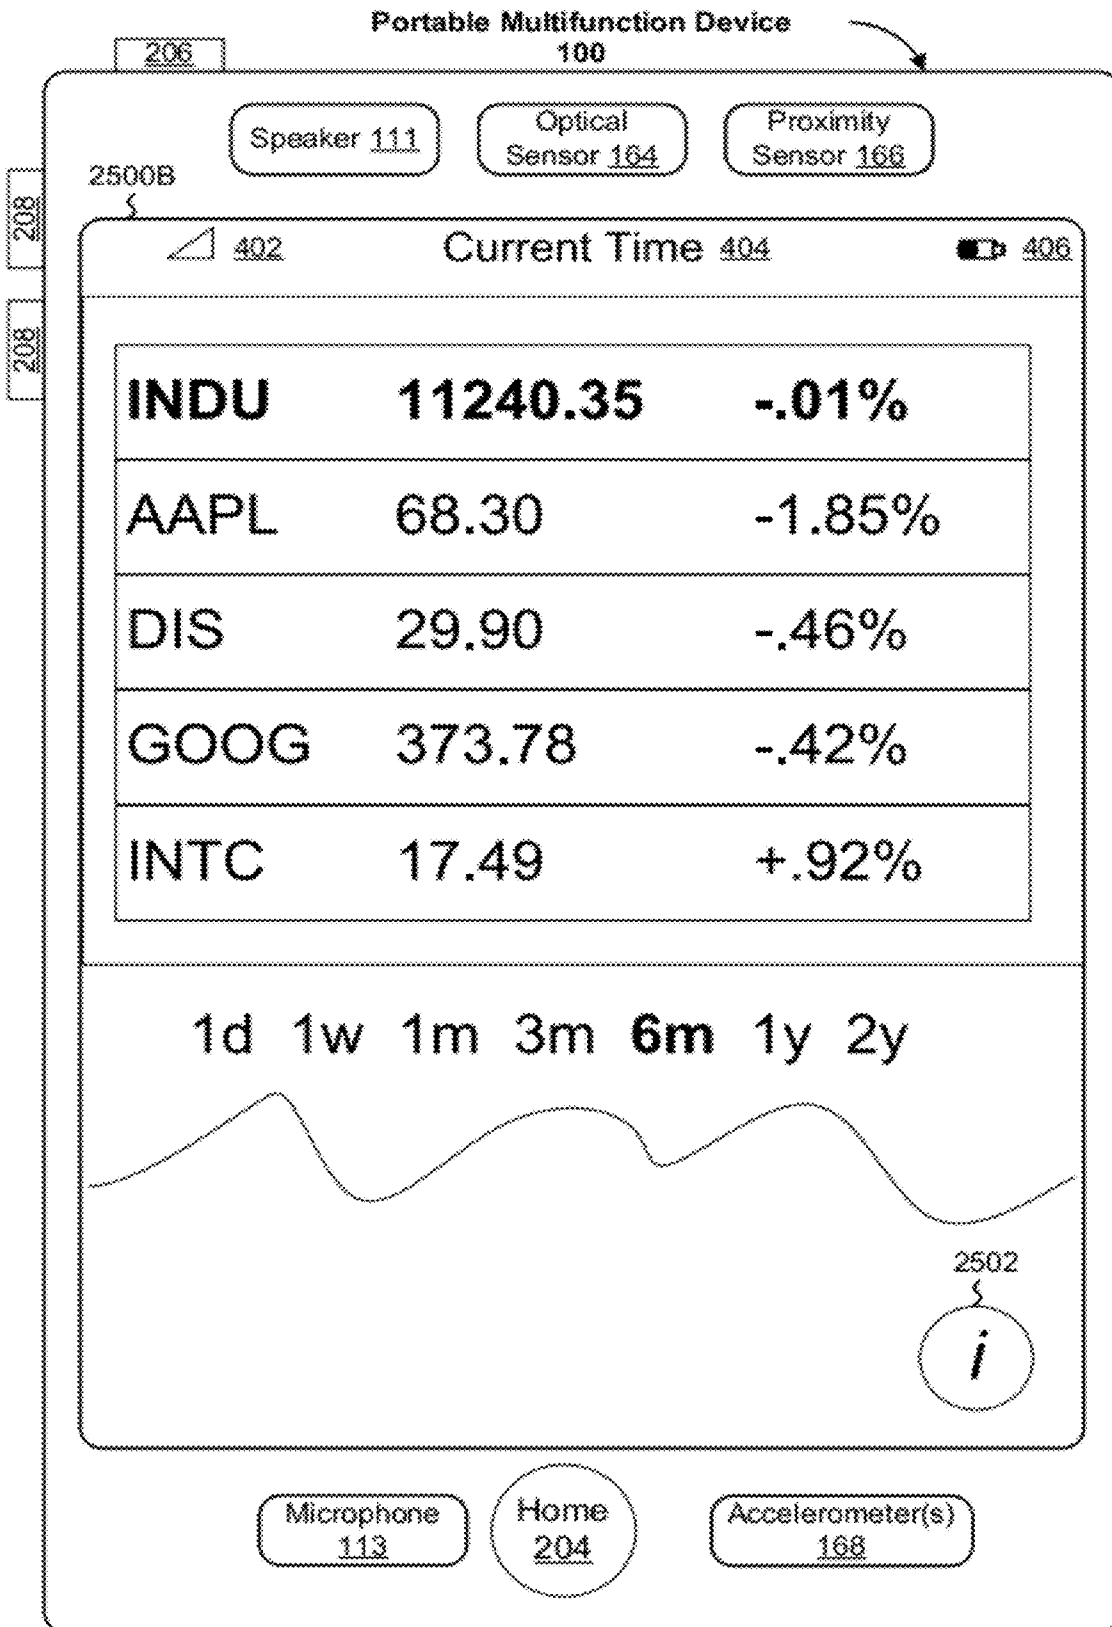 Portable Multifunction Device
100
206
Speaker 111
Optical
Sensor 164
Proximity
Sensor 166
2500B
208
208
402
Current Time 404
406
INDU 11240.35 -.01%
AAPL 68.30 -1.85%
DIS 29.90 -.46%
GOOG 373.78 -.42%
INTC 17.49 +.92%
1d 1w 1m 3m 6m 1y 2y
2502
i
Microphone
113
Home
204
Accelerometer(s)
168